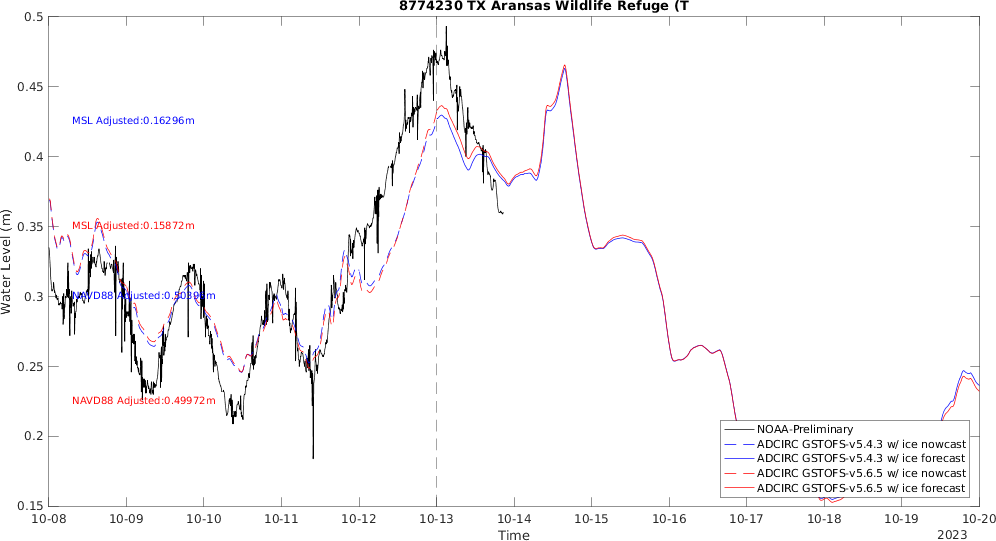 8774230 TX Aransas Wildlife Refuge (T
Water Level (m)
0.5
0.45
0.4
0.35
0.3
0.25
0.2
0.15
MSL Adjusted:0.16296m
MSL Adjusted:0.15872m
NAVD88 Adjusted:0.50396m
NAVD88 Adjusted:0.49972m
NOAA-Preliminary
ADCIRC GSTOFS-v5.4.3 w/ ice nowcast
ADCIRC GSTOFS-v5.4.3 w/ ice forecast
ADCIRC GSTOFS-v5.6.5 w/ ice nowcast
ADCIRC GSTOFS-v5.6.5 w/ ice forecast
10-08 10-09 10-10 10-11 10-12 10-13 10-14 10-15 10-16 10-17 10-18 10-19 10-20
Time
2023